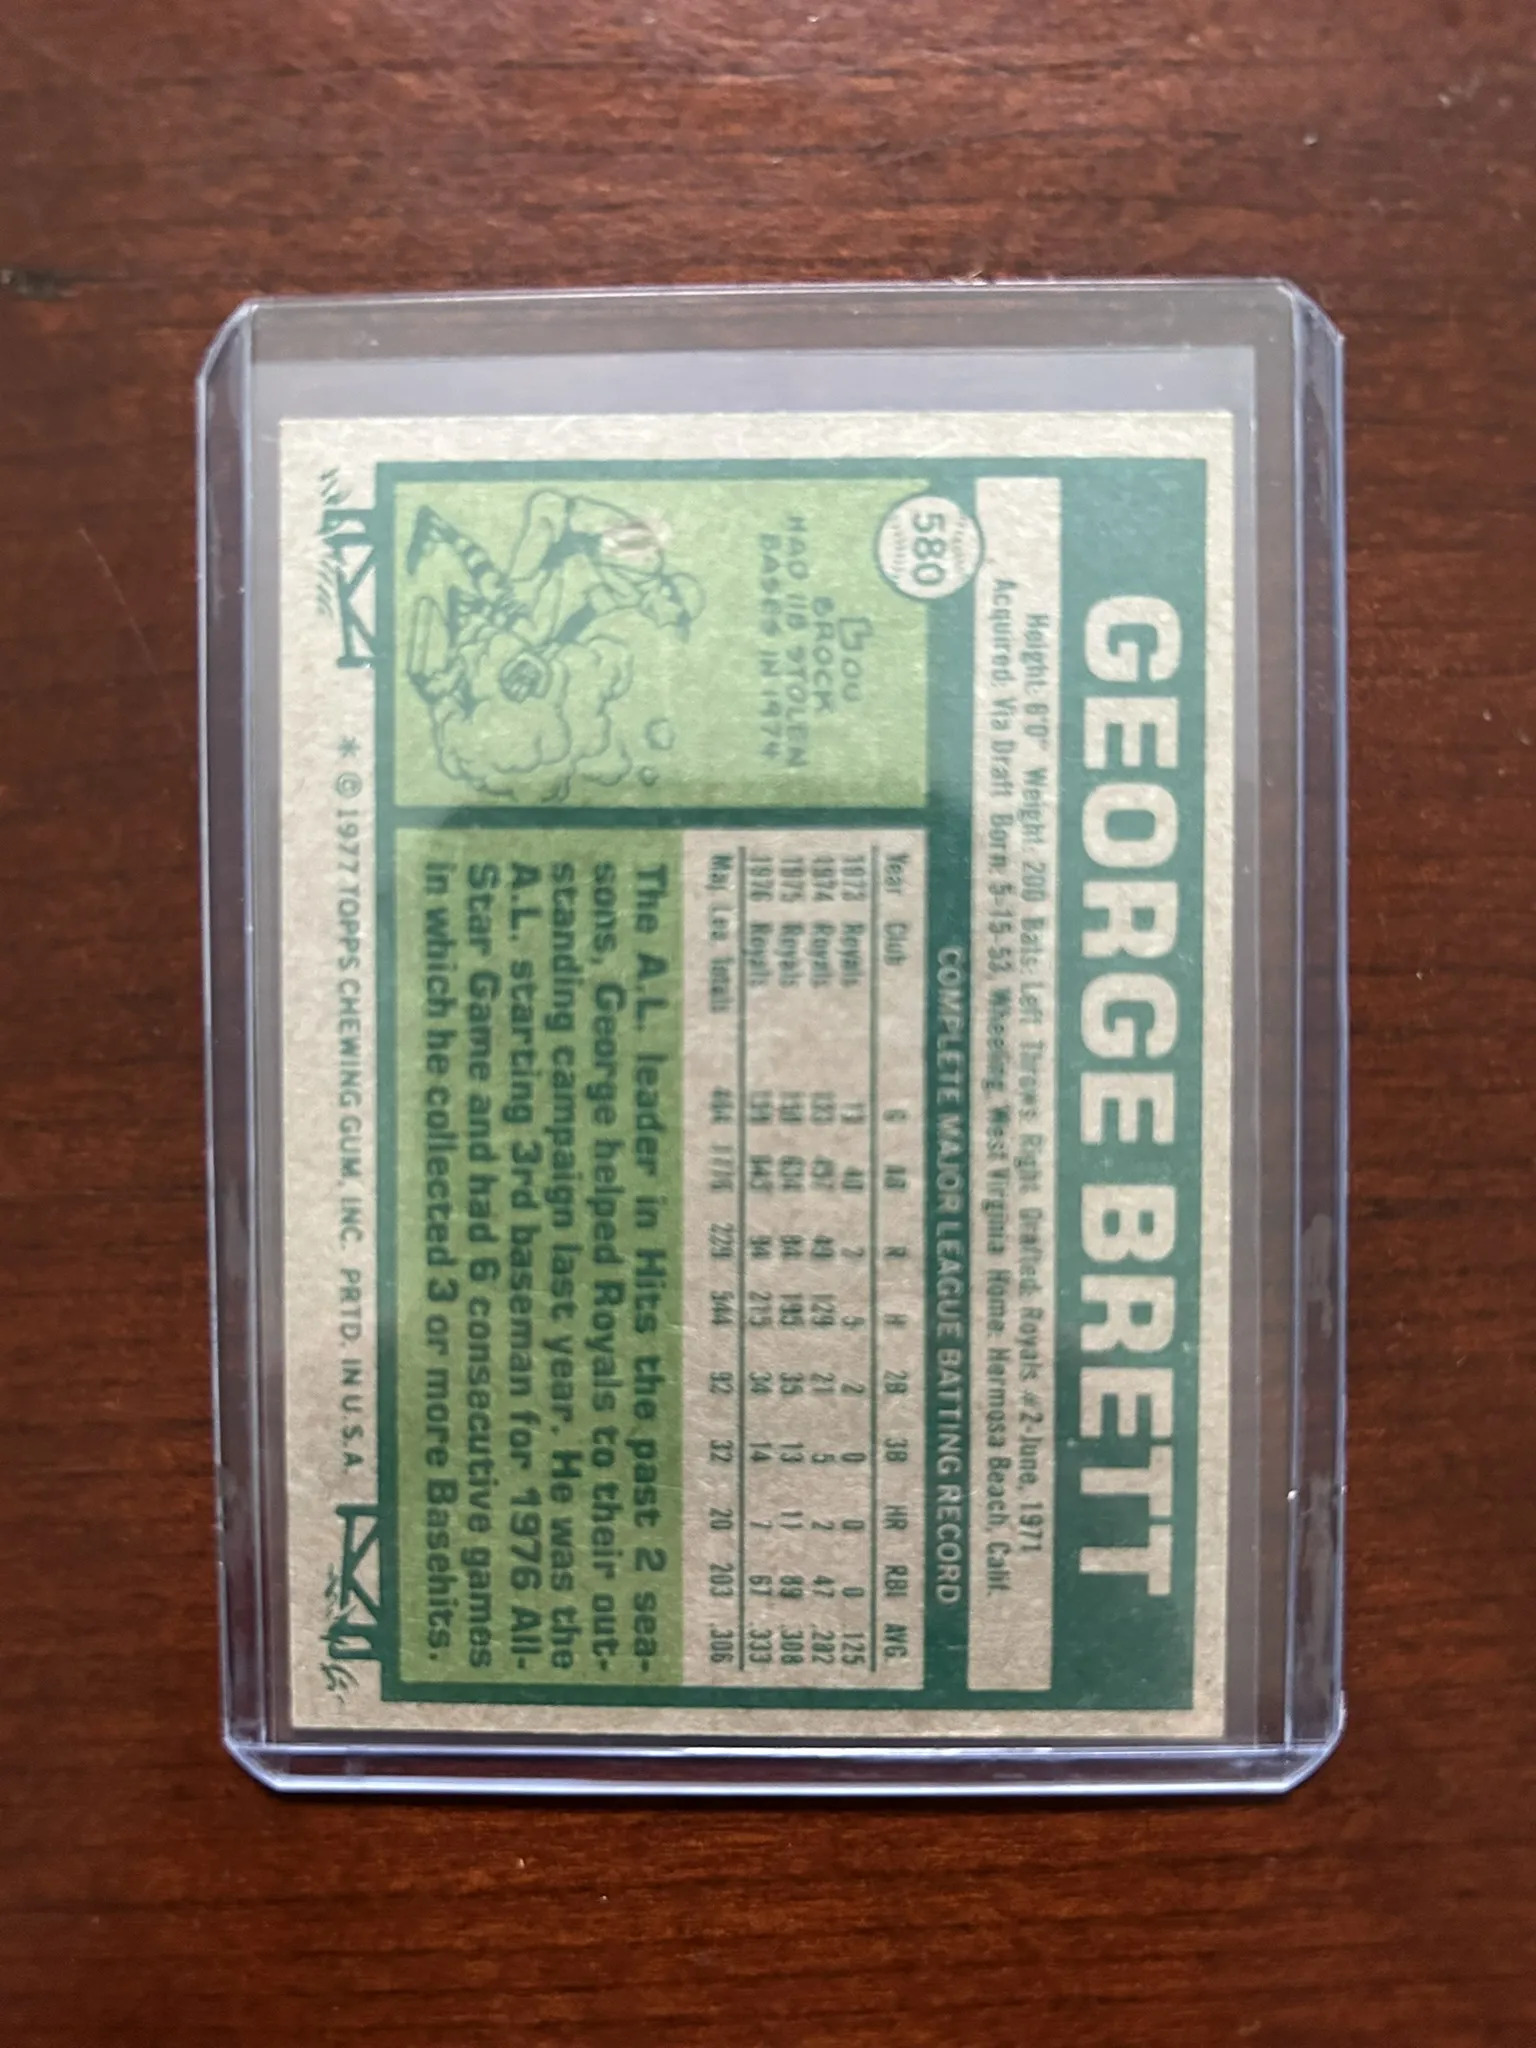 GEORGE BRETT
580
Height: 6'0" Weight: 200 Bats: Left Throws: Right Drafted: Royals #2-June, 1971
Acquired: Via Draft Born: 5-15-53, Wheeling, West Virginia Home: Hermosa Beach, Calif.
COMPLETE MAJOR LEAGUE BATTING RECORD
Year Club G AB R H 2B 3B HR RBI AVG.
1973 Royals 13 40 2 5 2 0 0 0 .125
1974 Royals 133 457 49 129 21 5 2 47 .282
1975 Royals 159 634 84 195 35 13 11 89 .308
1976 Royals 159 645 94 215 34 14 7 67 .333
Maj. Lea. Totals 464 1776 229 544 92 32 20 203 .306
LOU
BROCK
HAD 118 STOLEN
BASES IN 1974
The A.L. leader in Hits the past 2 sea-
sons, George helped Royals to their out-
standing campaign last year. He was the
A.L. starting 3rd baseman for 1976 All-
Star Game and had 6 consecutive games
in which he collected 3 or more Basehits.
* © 1977 TOPPS CHEWING GUM, INC. PRTD. IN U.S.A.